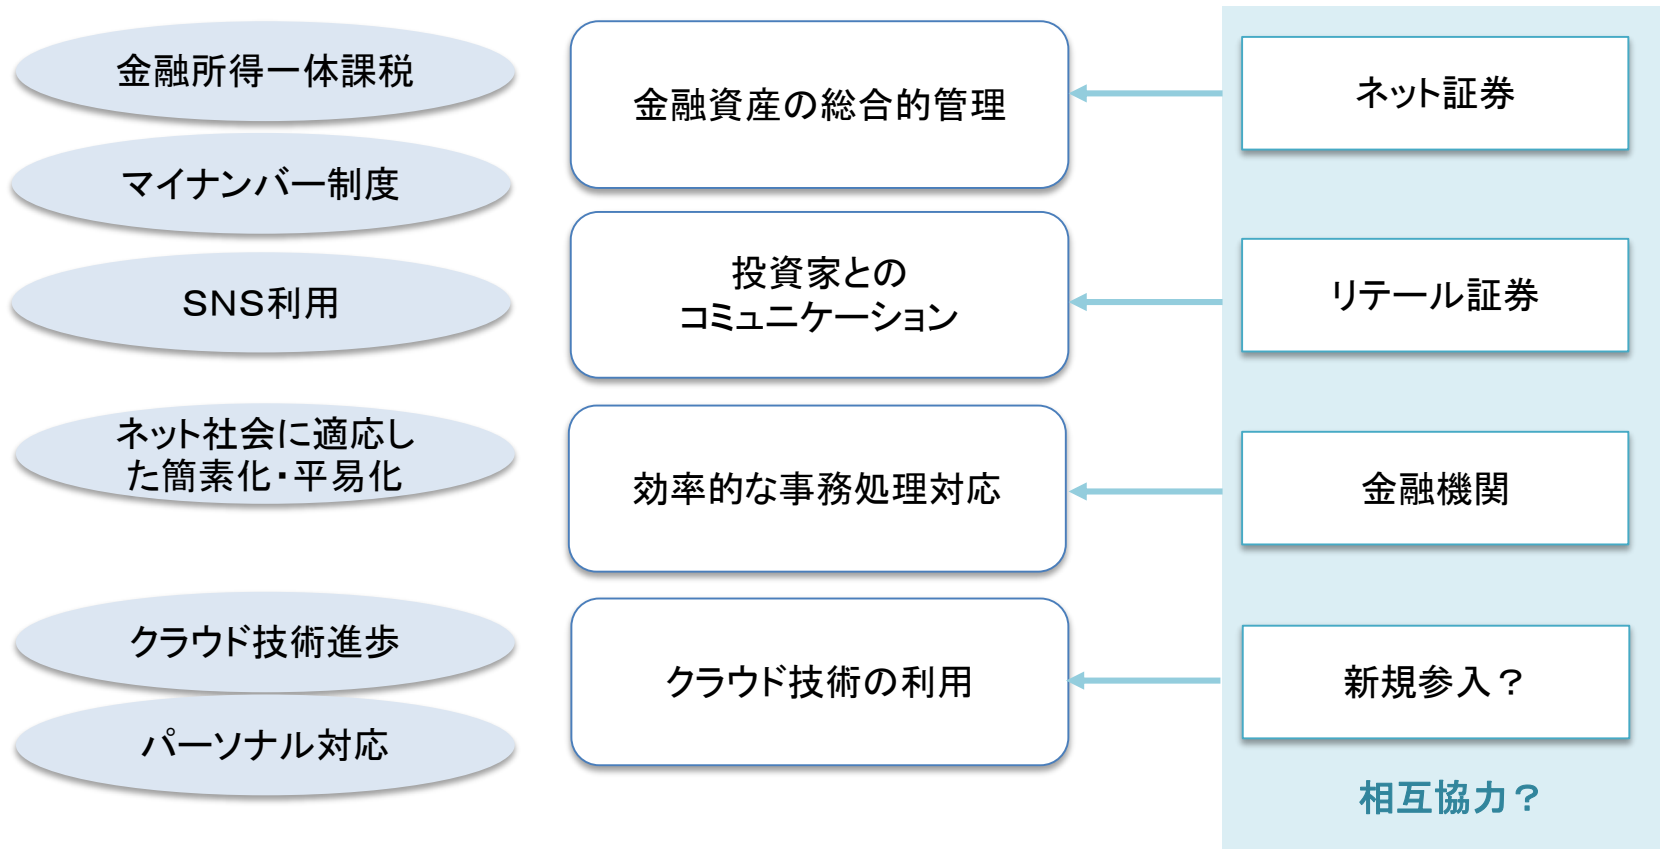 金融所得一体課税
マイナンバー制度
SNS利用
ネット社会に適応し
た簡素化・平易化
クラウド技術進歩
パーソナル対応
金融資産の総合的管理
投資家との
コミュニケーション
効率的な事務処理対応
クラウド技術の利用
ネット証券
リテール証券
金融機関
新規参入？
相互協力？